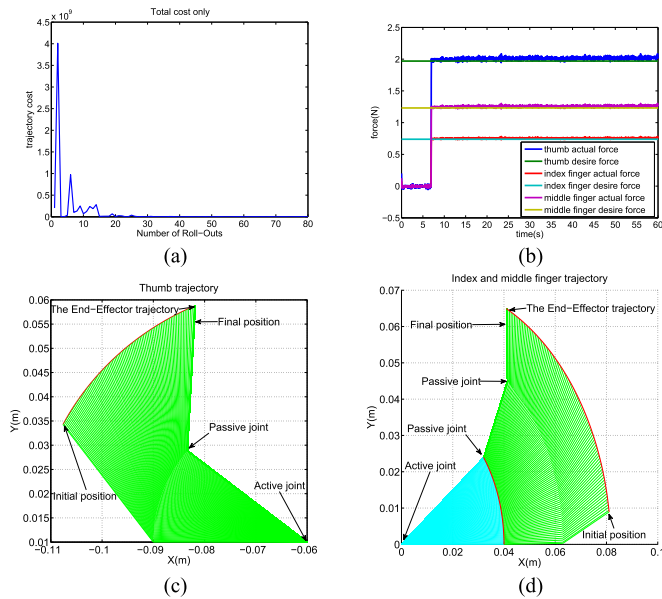 Total cost only
x 10^9
4.5
4
3.5
3
2.5
2
1.5
1
0.5
0
trajectory cost
0 10 20 30 40 50 60 70 80
Number of Roll−Outs
(a)
2.5
2
1.5
1
0.5
0
−0.5
force(N)
thumb actual force
thumb desire force
index finger actual force
index finger desire force
middle finger actual force
middle finger desire force
0 5 10 15 20 25 30 35 40 45 50 55 60
time(s)
(b)
Thumb trajectory
0.06
0.055
0.05
0.045
0.04
0.035
0.03
0.025
0.02
0.015
0.01
Y(m)
The End−Effector trajectory
Final position
Passive joint
Active joint
Initial position
−0.11 −0.1 −0.09 −0.08 −0.07 −0.06
X(m)
(c)
Index and middle finger trajectory
0.07
0.06
0.05
0.04
0.03
0.02
0.01
0
Y(m)
The End−Effector trajectory
Final position
Passive joint
Passive joint
Active joint
Initial position
0 0.02 0.04 0.06 0.08 0.1
X(m)
(d)